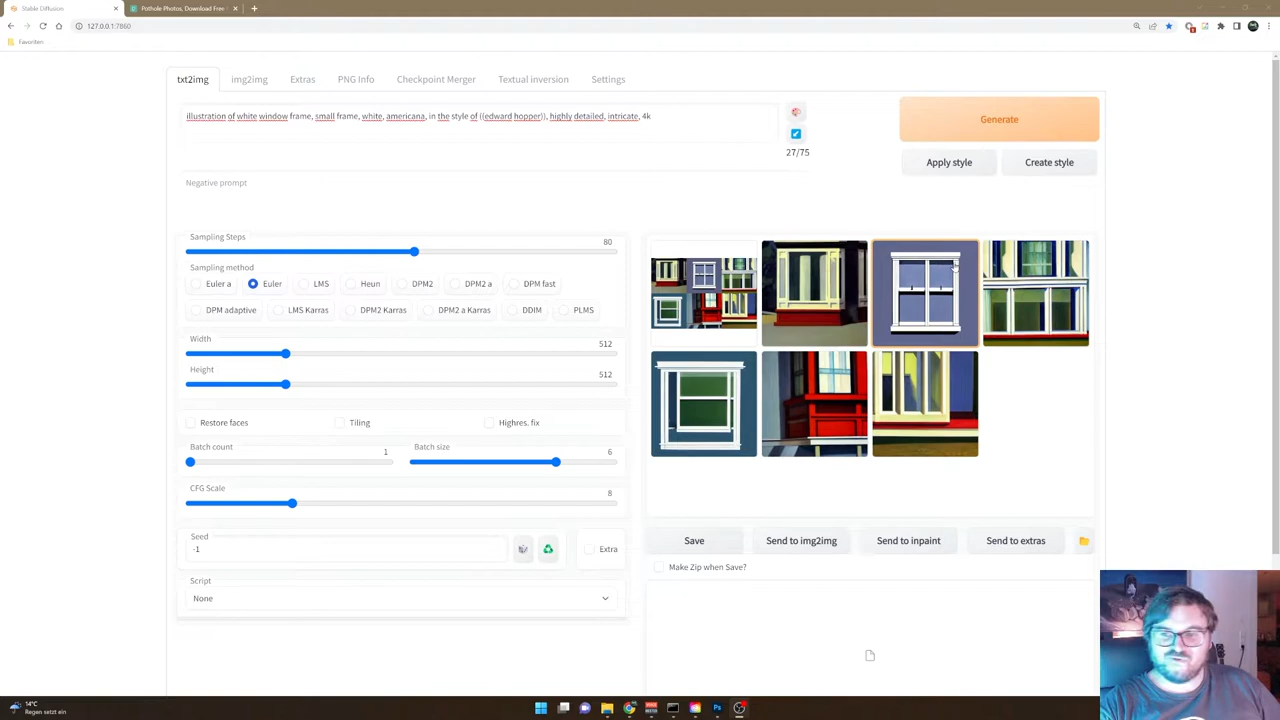 Stable Diffusion
Pothole Photos, Download Free
127.0.0.1:7860
Favoriten
txt2img
img2img
Extras
PNG Info
Checkpoint Merger
Textual inversion
Settings
illustration of white window frame, small frame, white, americana, in the style of ((edward hopper)), highly detailed, intricate, 4k
27/75
Generate
Apply style
Create style
Negative prompt
Sampling Steps
80
Sampling method
Euler a
Euler
LMS
Heun
DPM2
DPM2 a
DPM fast
DPM adaptive
LMS Karras
DPM2 Karras
DPM2 a Karras
DDIM
PLMS
Width
512
Height
512
Restore faces
Tiling
Highres. fix
Batch count
1
Batch size
6
CFG Scale
8
Seed
-1
Extra
Script
None
Save
Send to img2img
Send to inpaint
Send to extras
Make Zip when Save?
14°C
Regen setzt ein